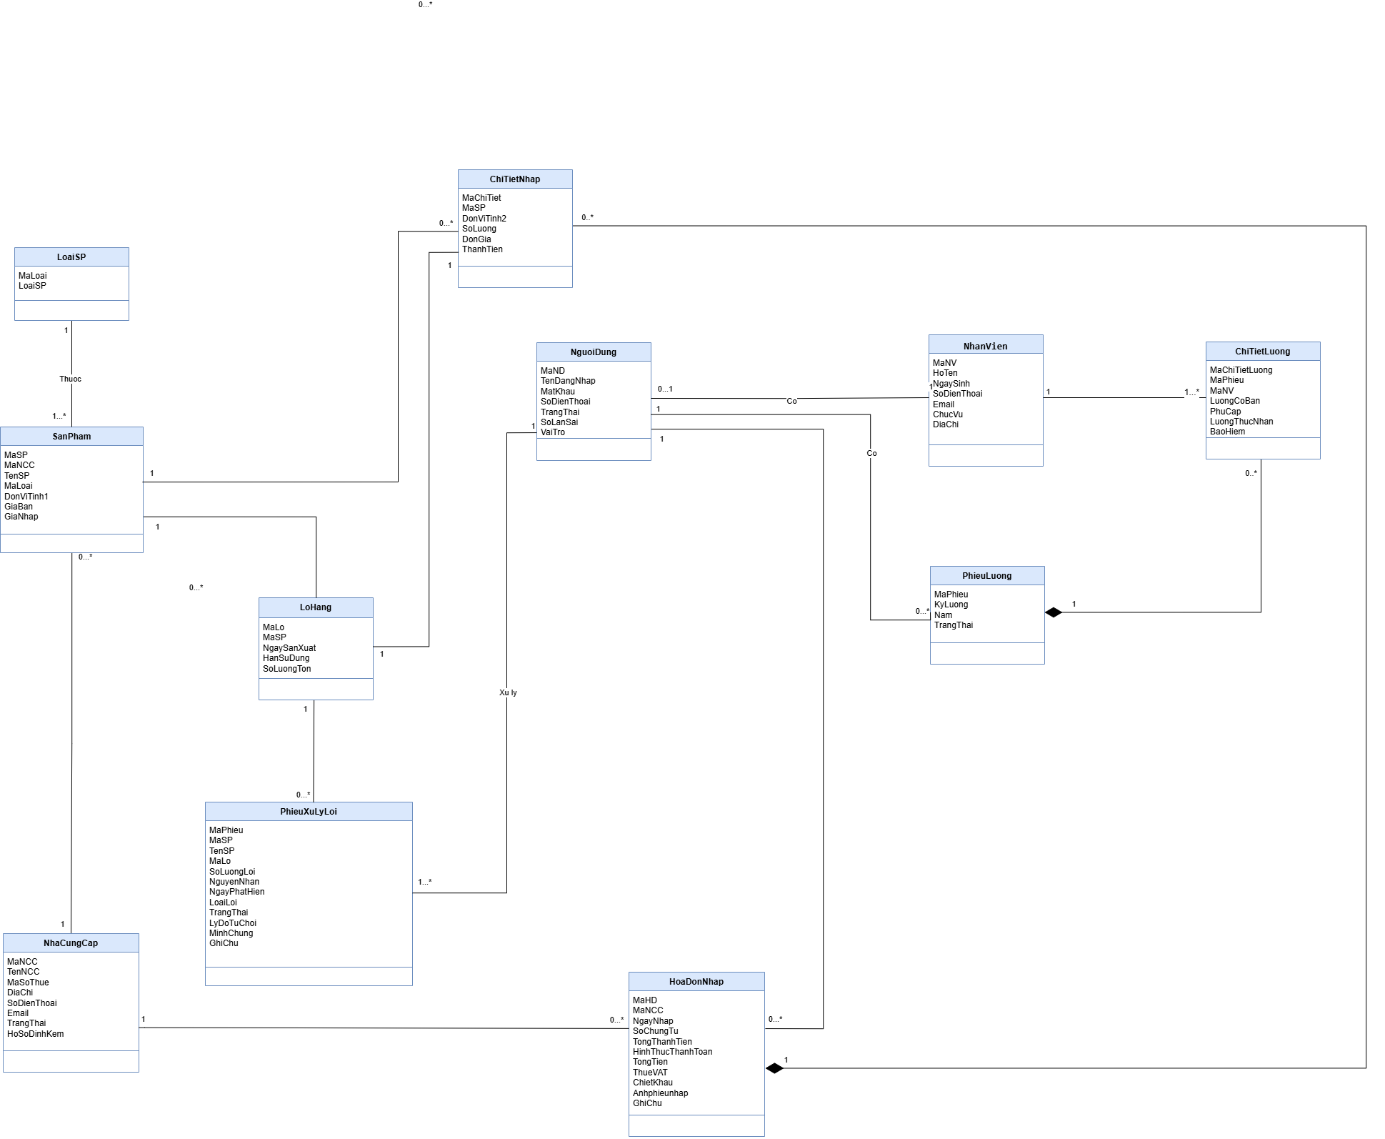 0...*
ChiTietNhap
MaChiTiet
MaSP
DonViTinh2
SoLuong
DonGia
ThanhTien
0...*
0..*
1
LoaiSP
MaLoai
LoaiSP
1
Thuoc
1...*
SanPham
MaSP
MaNCC
TenSP
MaLoai
DonViTinh1
GiaBan
GiaNhap
1
1
0...*
0...*
NguoiDung
MaND
TenDangNhap
MatKhau
SoDienThoai
TrangThai
SoLanSai
VaiTro
0...1
1
1
1
Co
1
NhanVien
MaNV
HoTen
NgaySinh
SoDienThoai
Email
ChucVu
DiaChi
1
1...*
ChiTietLuong
MaChiTietLuong
MaPhieu
MaNV
LuongCoBan
PhuCap
LuongThucNhan
BaoHiem
0..*
Co
0...*
PhieuLuong
MaPhieu
KyLuong
Nam
TrangThai
1
LoHang
MaLo
MaSP
NgaySanXuat
HanSuDung
SoLuongTon
1
1
Xu ly
0...*
PhieuXuLyLoi
MaPhieu
MaSP
TenSP
MaLo
SoLuongLoi
NguyenNhan
NgayPhatHien
LoaiLoi
TrangThai
LyDoTuChoi
MinhChung
GhiChu
1...*
1
NhaCungCap
MaNCC
TenNCC
MaSoThue
DiaChi
SoDienThoai
Email
TrangThai
HoSoDinhKem
1
0...*
HoaDonNhap
MaHD
MaNCC
NgayNhap
SoChungTu
TongThanhTien
HinhThucThanhToan
TongTien
ThueVAT
ChietKhau
Anhphieunhap
GhiChu
0...*
1